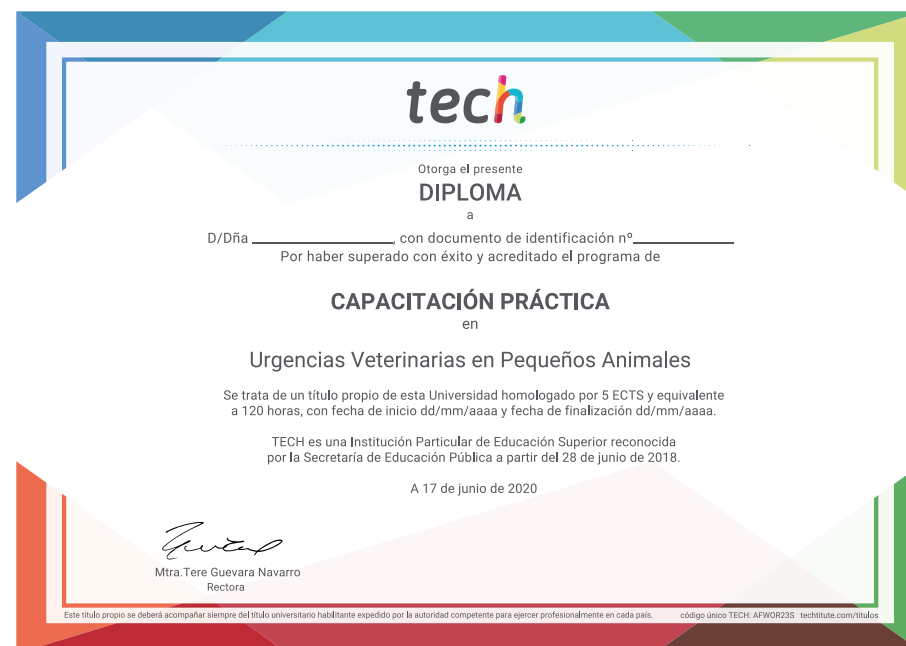 tech
Otorga el presente
DIPLOMA
a
D/Dña ____________________, con documento de identificación nº______________
Por haber superado con éxito y acreditado el programa de
CAPACITACIÓN PRÁCTICA
en
Urgencias Veterinarias en Pequeños Animales
Se trata de un título propio de esta Universidad homologado por 5 ECTS y equivalente
a 120 horas, con fecha de inicio dd/mm/aaaa y fecha de finalización dd/mm/aaaa.
TECH es una Institución Particular de Educación Superior reconocida
por la Secretaría de Educación Pública a partir del 28 de junio de 2018.
A 17 de junio de 2020
Mtra.Tere Guevara Navarro
Rectora
Este título propio se deberá acompañar siempre del título universitario habilitante expedido por la autoridad competente para ejercer profesionalmente en cada país. código único TECH: AFWOR23S techtitute.com/titulos